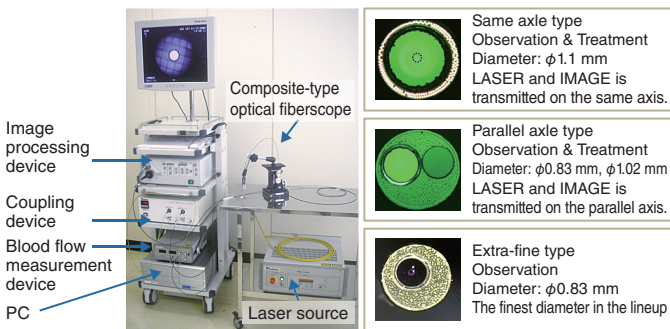 Image
processing
device
Coupling
device
Blood flow
measurement
device
PC
Composite-type
optical fiberscope
Laser source
Same axle type
Observation & Treatment
Diameter: φ1.1 mm
LASER and IMAGE is
transmitted on the same axis.
Parallel axle type
Observation & Treatment
Diameter: φ0.83 mm, φ1.02 mm
LASER and IMAGE is
transmitted on the parallel axis.
Extra-fine type
Observation
Diameter: φ0.83 mm
The finest diameter in the lineup